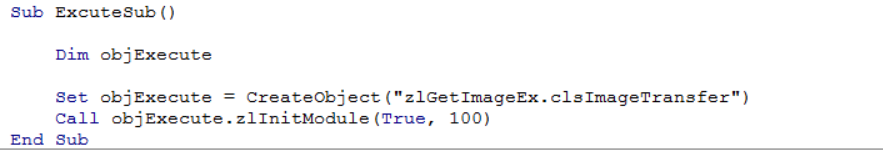 Sub ExcuteSub()
Dim objExecute
Set objExecute = CreateObject("zlGetImageEx.clsImageTransfer")
Call objExecute.zlInitModule(True, 100)
End Sub